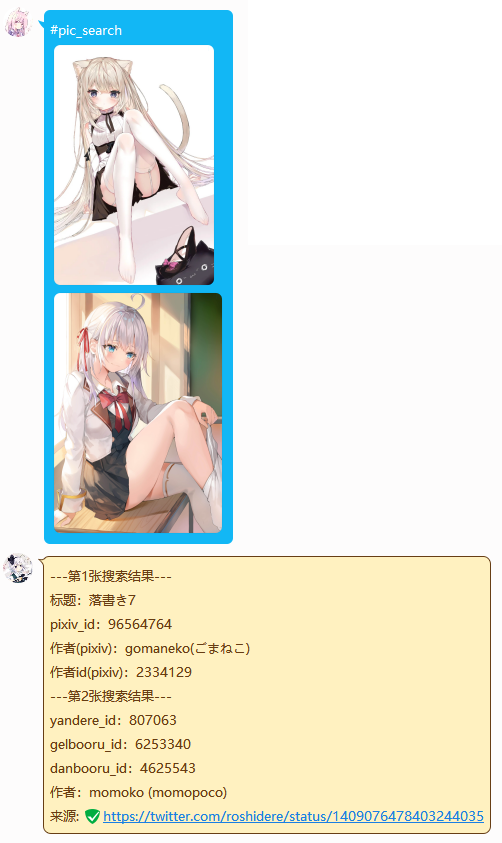 #pic_search
---第1张搜索结果---
标题：落書き7
pixiv_id：96564764
作者(pixiv)：gomaneko(ごまねこ)
作者id(pixiv)：2334129
---第2张搜索结果---
yandere_id：807063
gelbooru_id：6253340
danbooru_id：4625543
作者：momoko (momopoco)
来源: https://twitter.com/roshidere/status/1409076478403244035